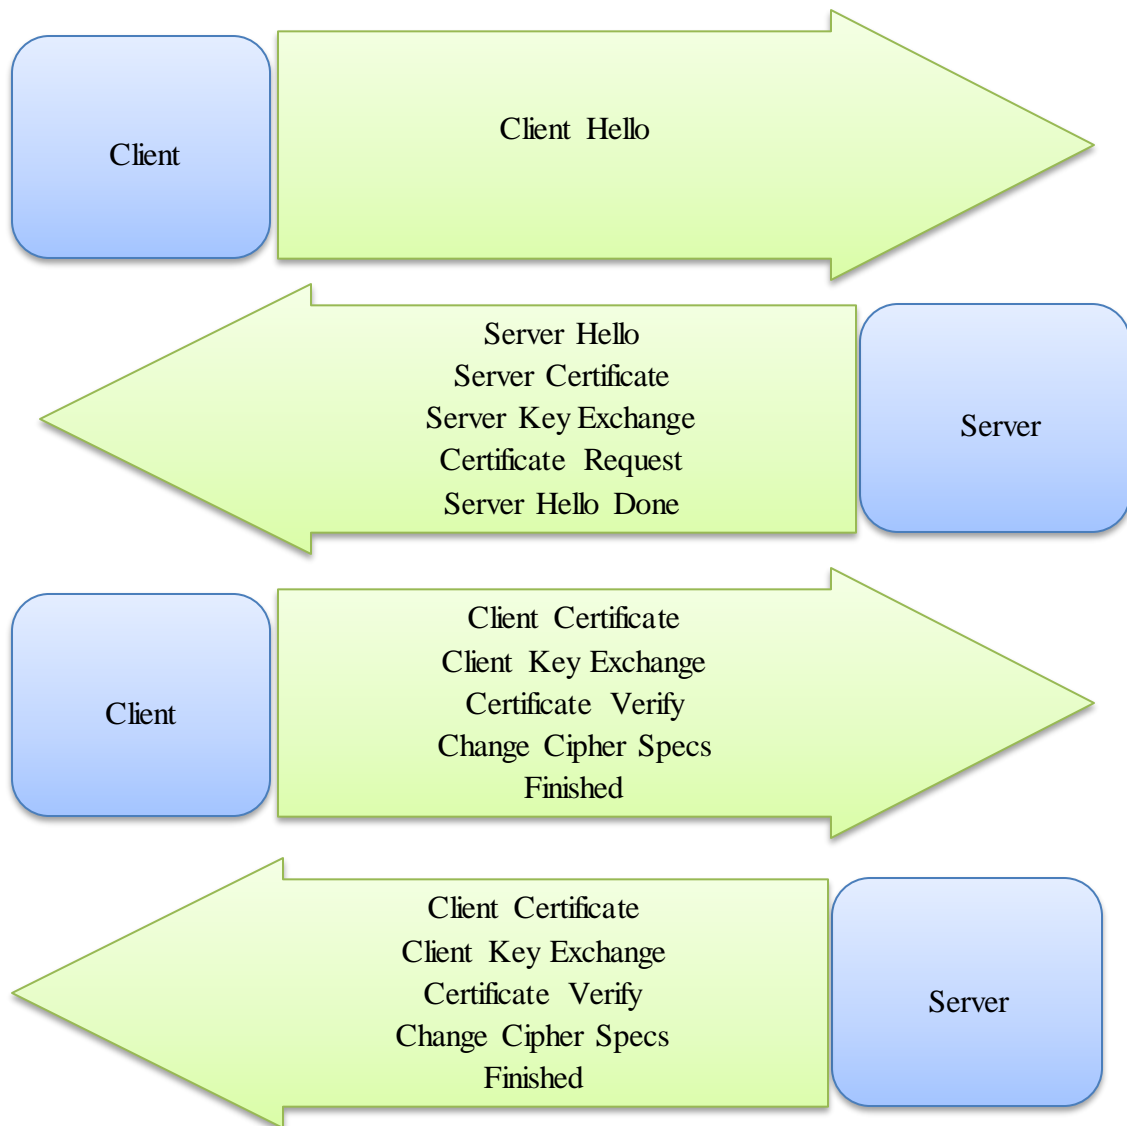 Client
Client Hello
Server Hello
Server Certificate
Server Key Exchange
Certificate Request
Server Hello Done
Server
Client
Client Certificate
Client Key Exchange
Certificate Verify
Change Cipher Specs
Finished
Client Certificate
Client Key Exchange
Certificate Verify
Change Cipher Specs
Finished
Server